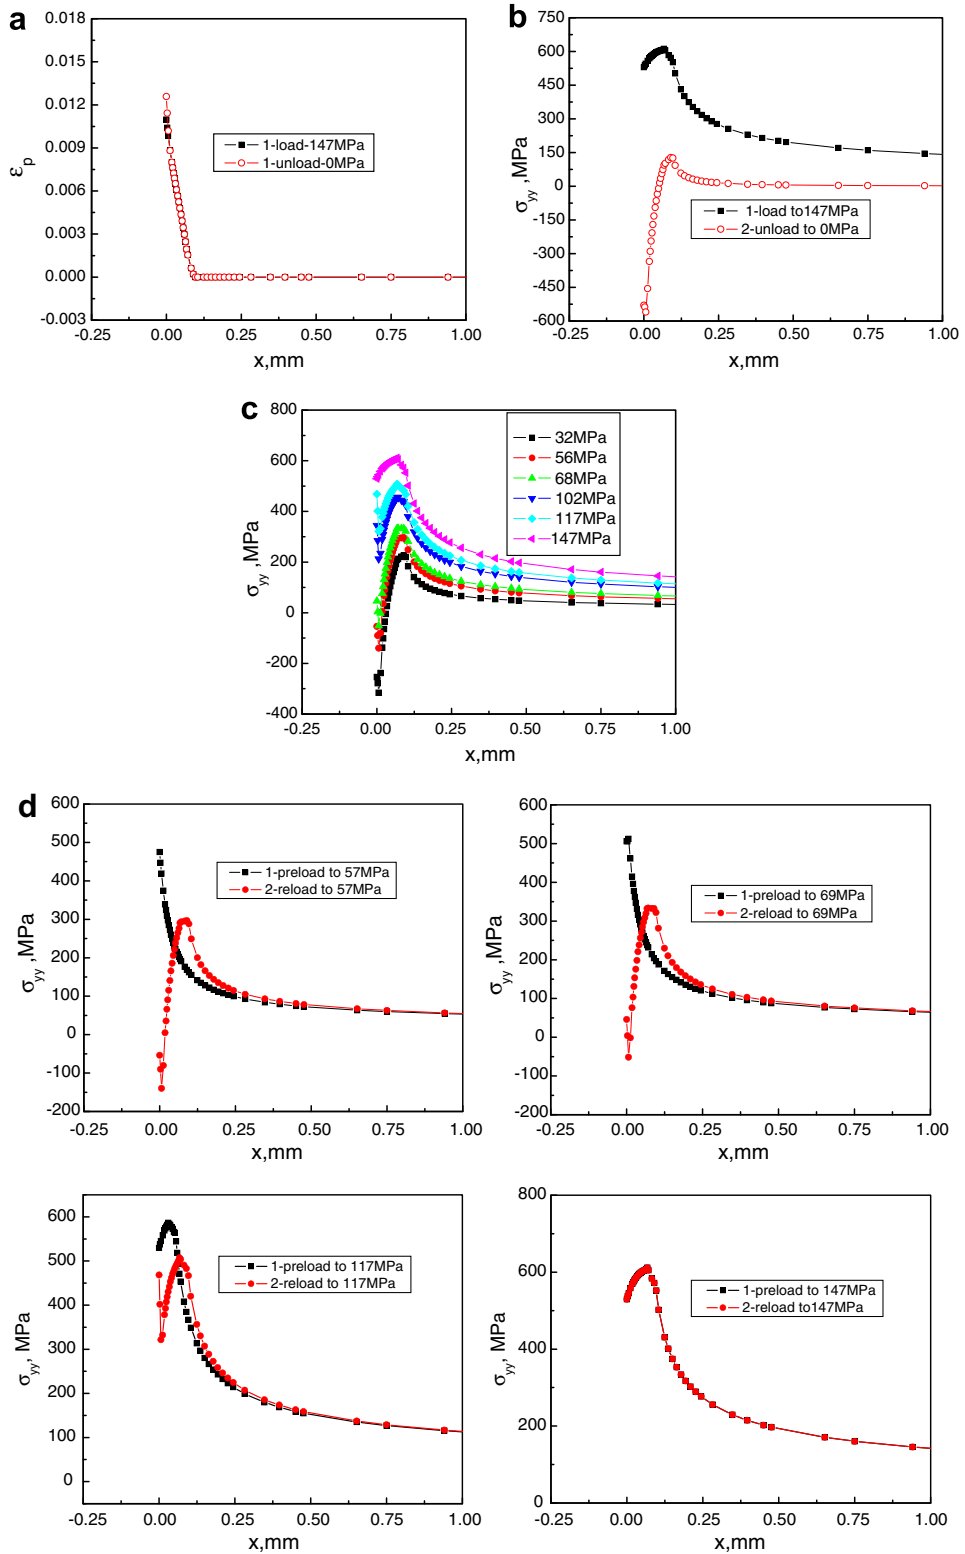 a
0.018
0.015
0.012
0.009
0.006
0.003
0.000
-0.003
εp
1-load-147MPa
1-unload-0MPa
-0.25 0.00 0.25 0.50 0.75 1.00
x,mm
b
750
600
450
300
150
0
-150
-300
-450
-600
σyy ,MPa
1-load to147MPa
2-unload to 0MPa
-0.25 0.00 0.25 0.50 0.75 1.00
x,mm
c
800
600
400
200
0
-200
-400
σyy ,MPa
32MPa
56MPa
68MPa
102MPa
117MPa
147MPa
-0.25 0.00 0.25 0.50 0.75 1.00
x,mm
d
600
500
400
300
200
100
0
-100
-200
σyy ,MPa
1-preload to 57MPa
2-reload to 57MPa
-0.25 0.00 0.25 0.50 0.75 1.00
x,mm
600
500
400
300
200
100
0
-100
-200
σyy ,MPa
1-preload to 69MPa
2-reload to 69MPa
-0.25 0.00 0.25 0.50 0.75 1.00
x,mm
600
500
400
300
200
100
0
σyy, MPa
1-preload to 117MPa
2-reload to 117MPa
-0.25 0.00 0.25 0.50 0.75 1.00
x,mm
800
600
400
200
0
σyy, MPa
1-preload to 147MPa
2-reload to147MPa
-0.25 0.00 0.25 0.50 0.75 1.00
x,mm